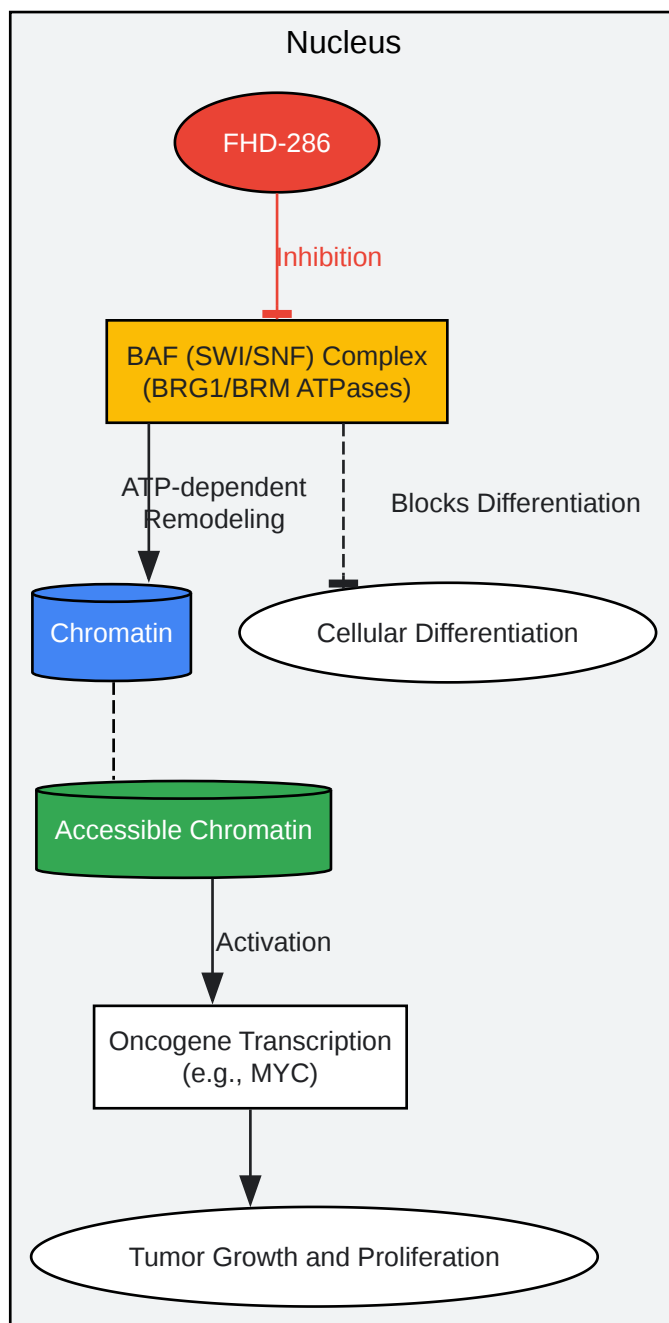 Nucleus
FHD-286
Inhibition
BAF (SWI/SNF) Complex
(BRG1/BRM ATPases)
ATP-dependent
Remodeling
Blocks Differentiation
Chromatin
Cellular Differentiation
Accessible Chromatin
Activation
Oncogene Transcription
(e.g., MYC)
Tumor Growth and Proliferation